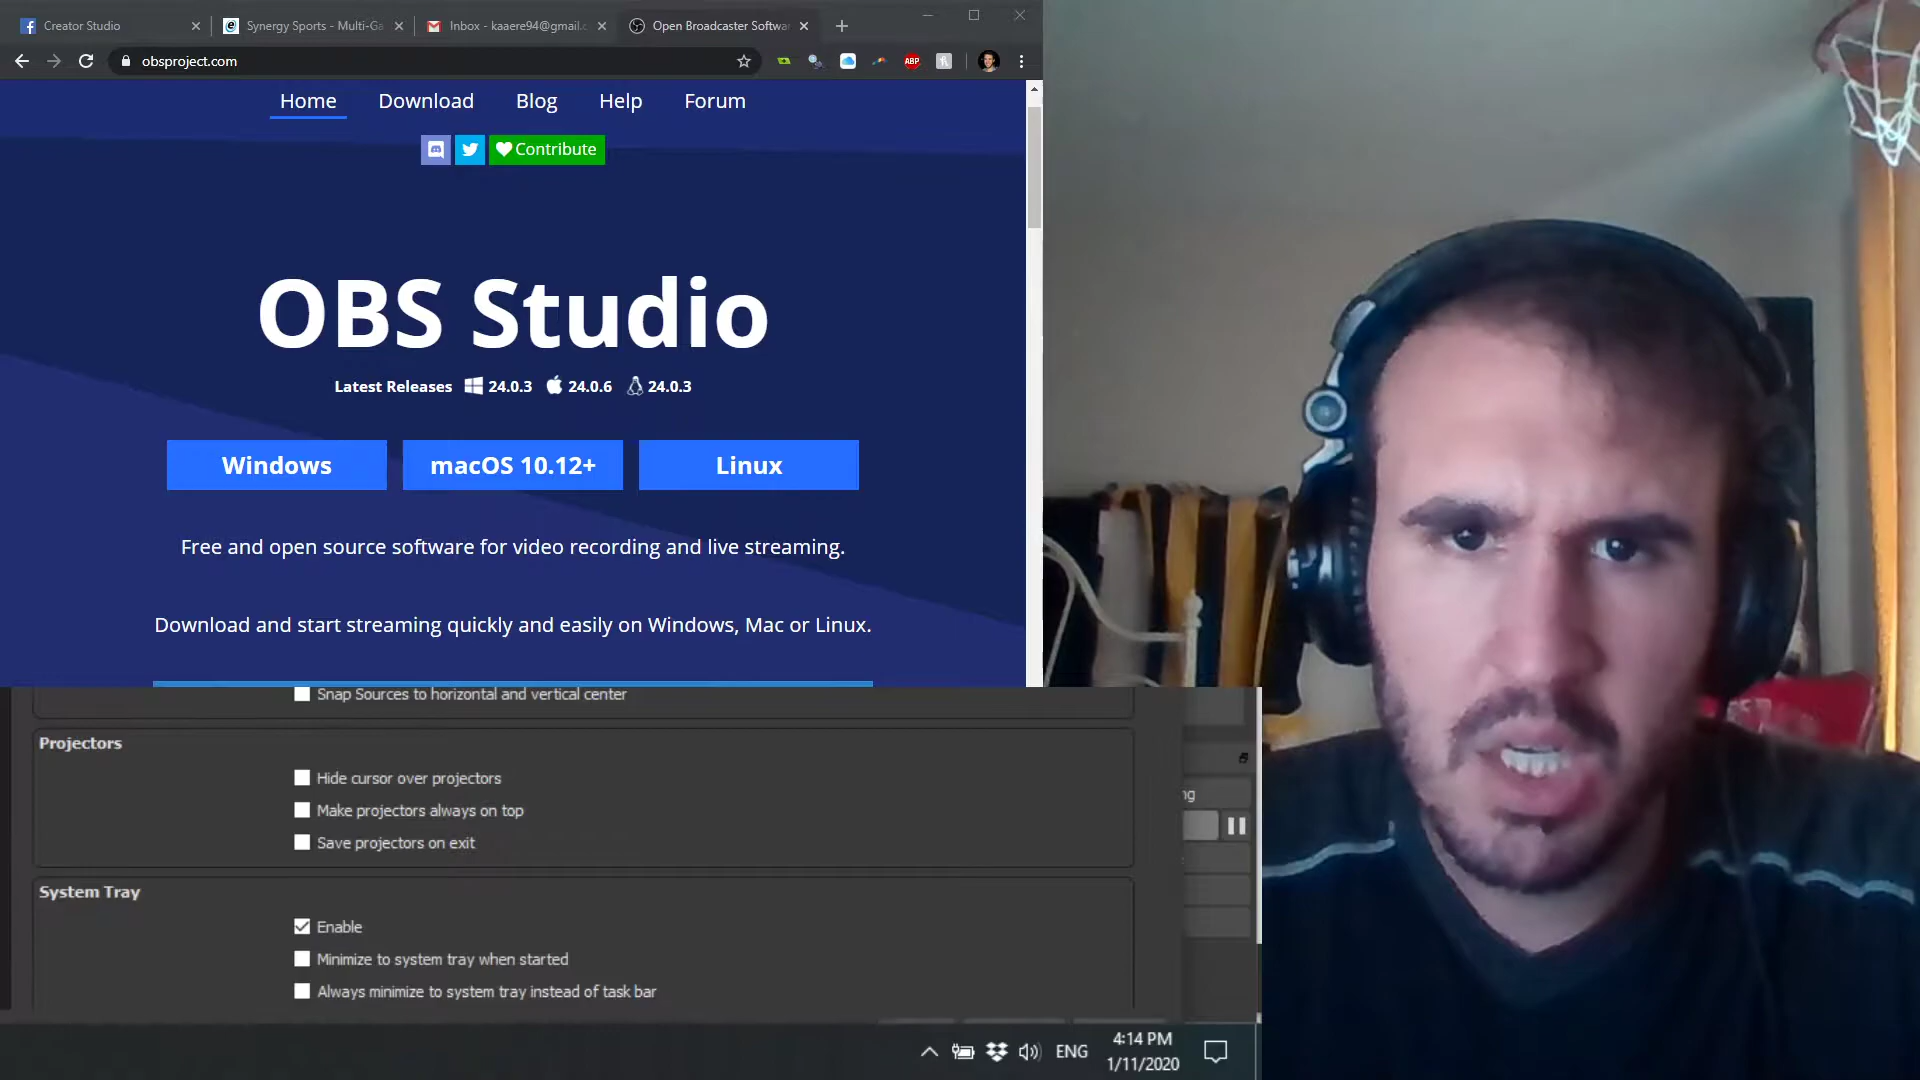 Creator Studio
Synergy Sports - Multi-Ga
Inbox - kaaere94@gmail.c
Open Broadcaster Softwa
obsproject.com
ABP
Home
Download
Blog
Help
Forum
Contribute
OBS Studio
Latest Releases 24.0.3 24.0.6 24.0.3
Windows
macOS 10.12+
Linux
Free and open source software for video recording and live streaming.
Download and start streaming quickly and easily on Windows, Mac or Linux.
Snap Sources to horizontal and vertical center
Projectors
Hide cursor over projectors
Make projectors always on top
Save projectors on exit
ng
System Tray
Enable
Minimize to system tray when started
Always minimize to system tray instead of task bar
ENG
4:14 PM
1/11/2020